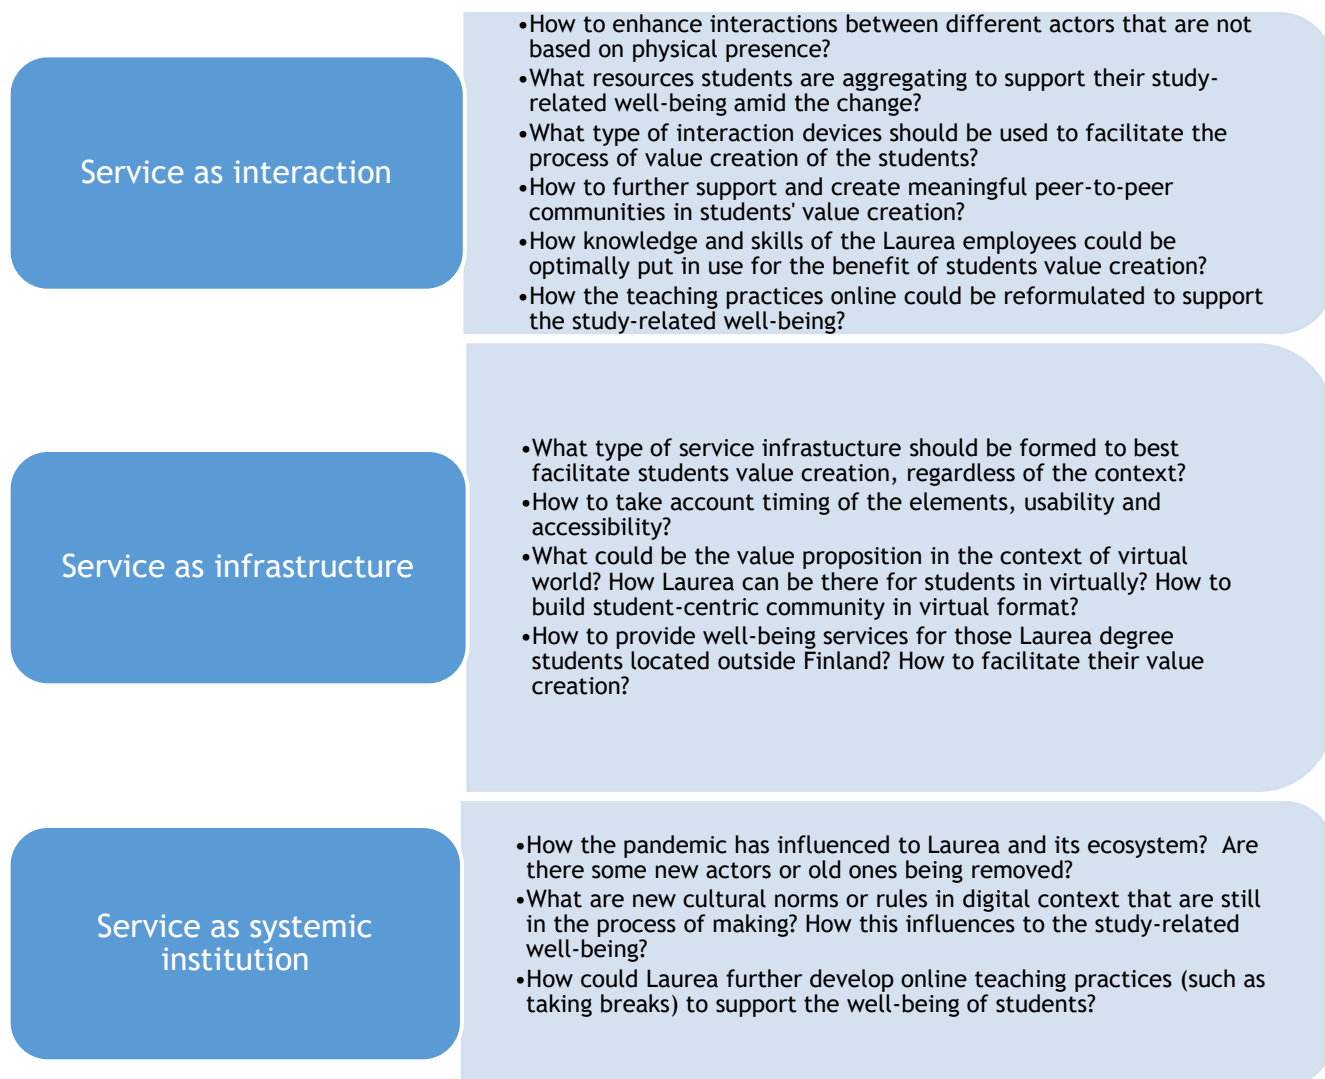 Service as interaction
•How to enhance interactions between different actors that are not
based on physical presence?
•What resources students are aggregating to support their study-
related well-being amid the change?
•What type of interaction devices should be used to facilitate the
process of value creation of the students?
•How to further support and create meaningful peer-to-peer
communities in students' value creation?
•How knowledge and skills of the Laurea employees could be
optimally put in use for the benefit of students value creation?
•How the teaching practices online could be reformulated to support
the study-related well-being?
Service as infrastructure
•What type of service infrastucture should be formed to best
facilitate students value creation, regardless of the context?
•How to take account timing of the elements, usability and
accessibility?
•What could be the value proposition in the context of virtual
world? How Laurea can be there for students in virtually? How to
build student-centric community in virtual format?
•How to provide well-being services for those Laurea degree
students located outside Finland? How to facilitate their value
creation?
Service as systemic
institution
•How the pandemic has influenced to Laurea and its ecosystem?  Are
there some new actors or old ones being removed?
•What are new cultural norms or rules in digital context that are still
in the process of making? How this influences to the study-related
well-being?
•How could Laurea further develop online teaching practices (such as
taking breaks) to support the well-being of students?